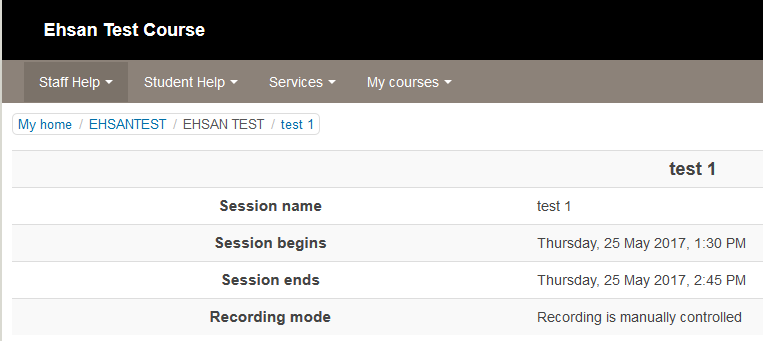 Ehsan Test Course
Staff Help Student Help Services My courses
My home / EHSANTEST / EHSAN TEST / test 1
test 1
Session name test 1
Session begins Thursday, 25 May 2017, 1:30 PM
Session ends Thursday, 25 May 2017, 2:45 PM
Recording mode Recording is manually controlled